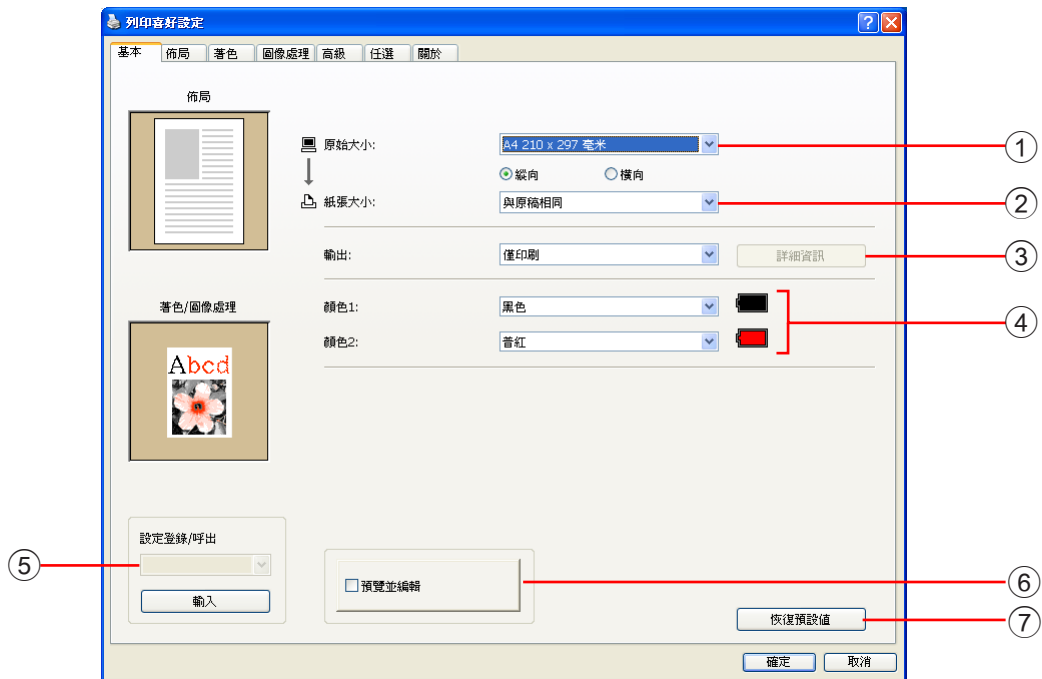 列印喜好設定
基本 佈局 著色 圖像處理 高級 任選 關於
佈局
原始大小: A4 210 x 297 毫米 ①
縱向 橫向
紙張大小: 與原稿相同 ②
輸出: 僅印刷 詳細資訊 ③
著色/圖像處理
顏色1: 黑色
④
顏色2: 普紅
Abcd
設定登錄/呼出
⑤
輸入
預覽並編輯 ⑥
恢復預設值 ⑦
確定 取消